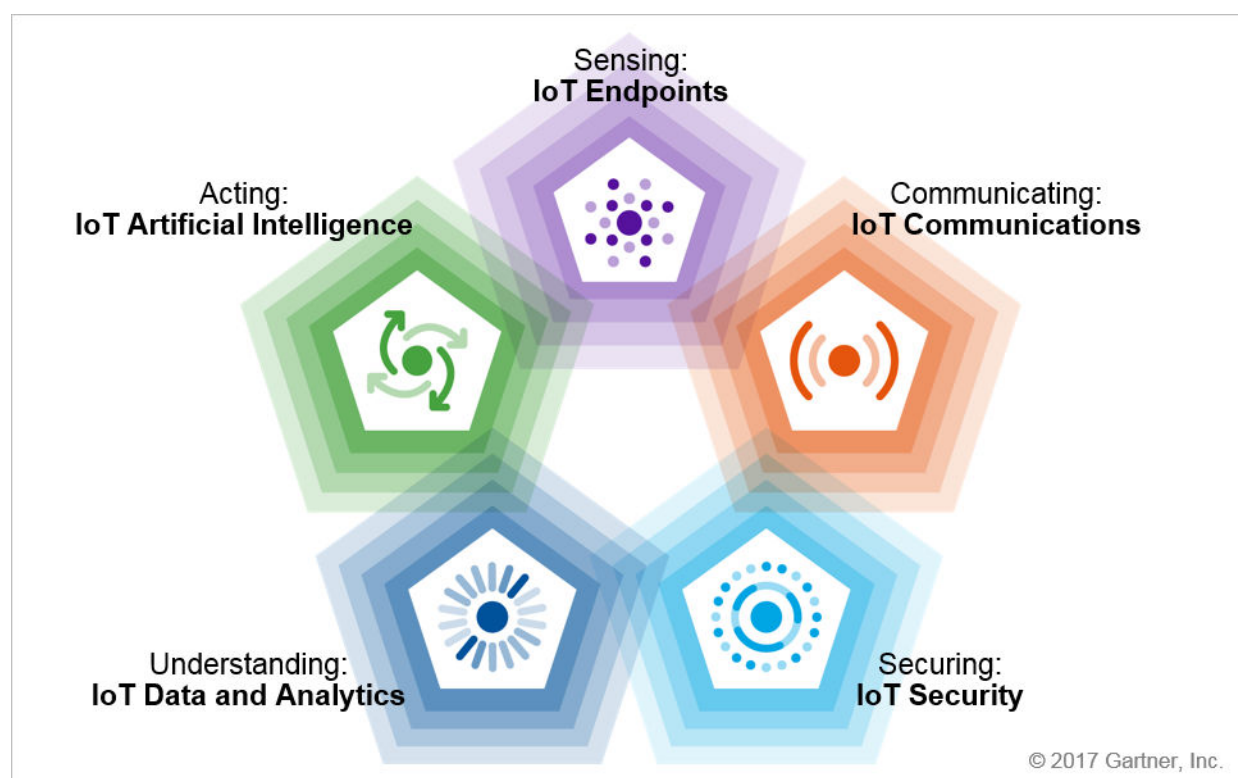 Sensing:
IoT Endpoints
Acting:
IoT Artificial Intelligence
Communicating:
IoT Communications
Understanding:
IoT Data and Analytics
Securing:
IoT Security
© 2017 Gartner, Inc.